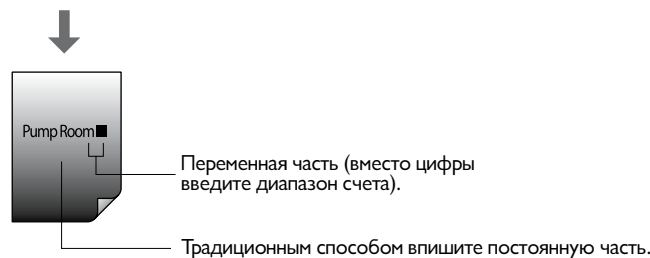 Pump Room■
Переменная часть (вместо цифры
введите диапазон счета).
Традиционным способом впишите постоянную часть.